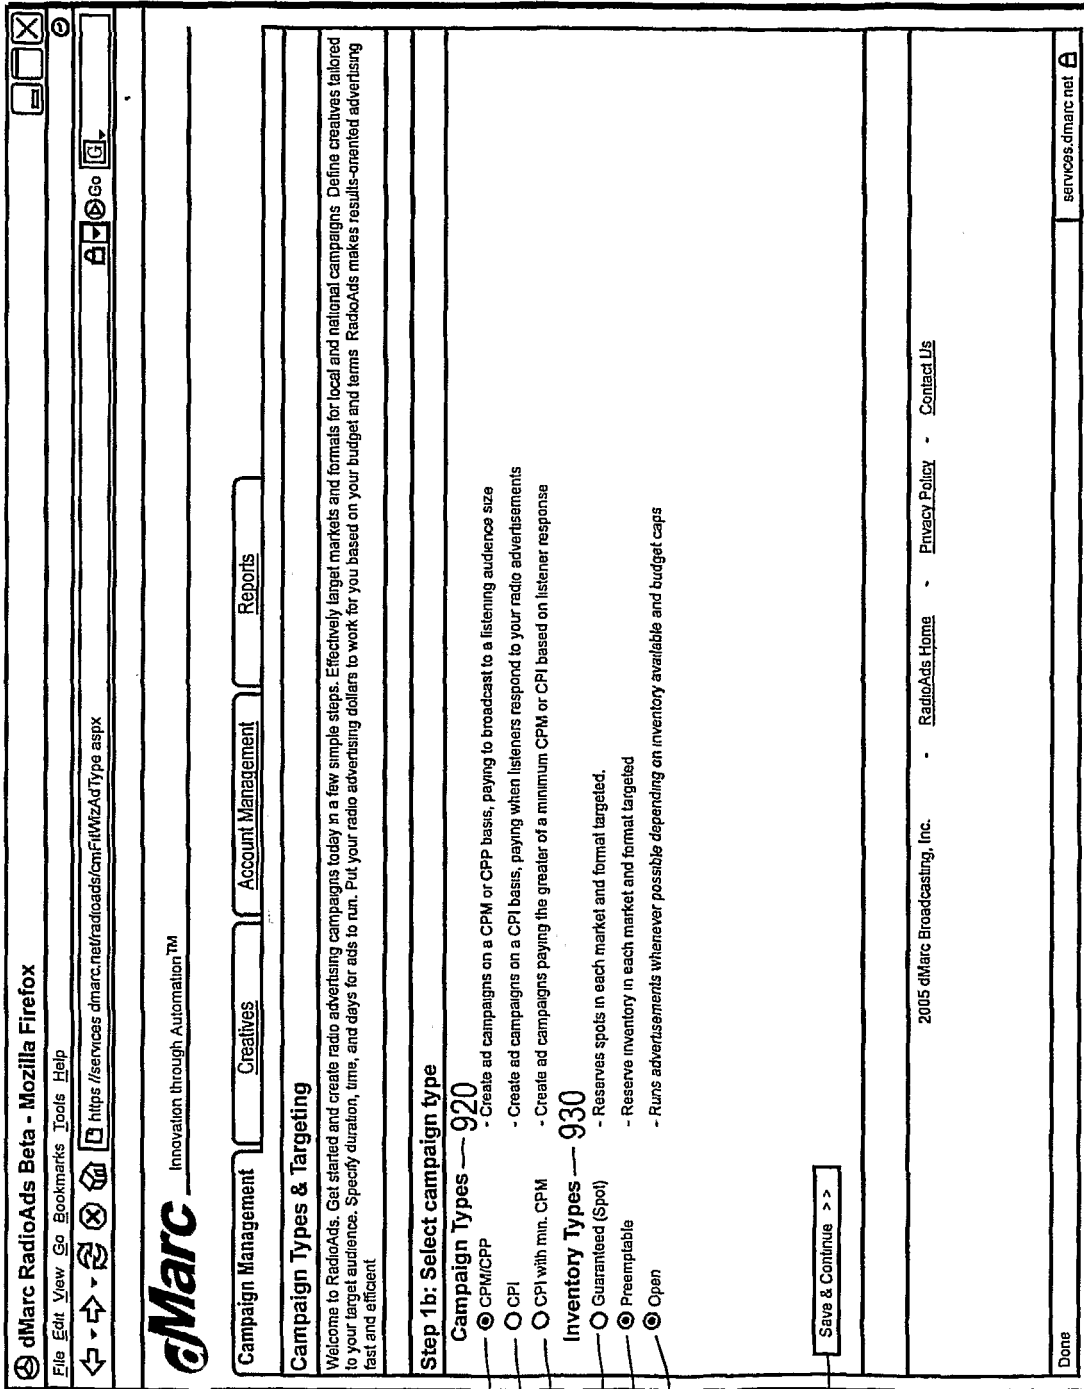 dMarc RadioAds Beta - Mozilla Firefox
File Edit View Go Bookmarks Tools Help
https //services dmarc.net/radioads/cmFitWizAdType aspx
Go
G
dMarc
Innovation through Automation™
Campaign Management
Creatives
Account Management
Reports
Campaign Types & Targeting
Welcome to RadioAds. Get started and create radio advertising campaigns today in a few simple steps. Effectively target markets and formats for local and national campaigns Define creatives tailored
to your target audience. Specify duration, time, and days for ads to run. Put your radio advertising dollars to work for you based on your budget and terms RadioAds makes results-oriented advertising
fast and efficient
Step 1b: Select campaign type
Campaign Types 920
CPM/CPP - Create ad campaigns on a CPM or CPP basis, paying to broadcast to a listening audience size
CPI - Create ad campaigns on a CPI basis, paying when listeners respond to your radio advertisements
CPI with min. CPM - Create ad campaigns paying the greater of a minimum CPM or CPI based on listener response
Inventory Types 930
Guaranteed (Spot) - Reserves spots in each market and format targeted.
Preemptable - Reserve inventory in each market and format targeted
Open - Runs advertisements whenever possible depending on inventory available and budget caps
Save & Continue >>
2005 dMarc Broadcasting, Inc. - RadioAds Home - Privacy Policy - Contact Us
Done
services.dmarc net